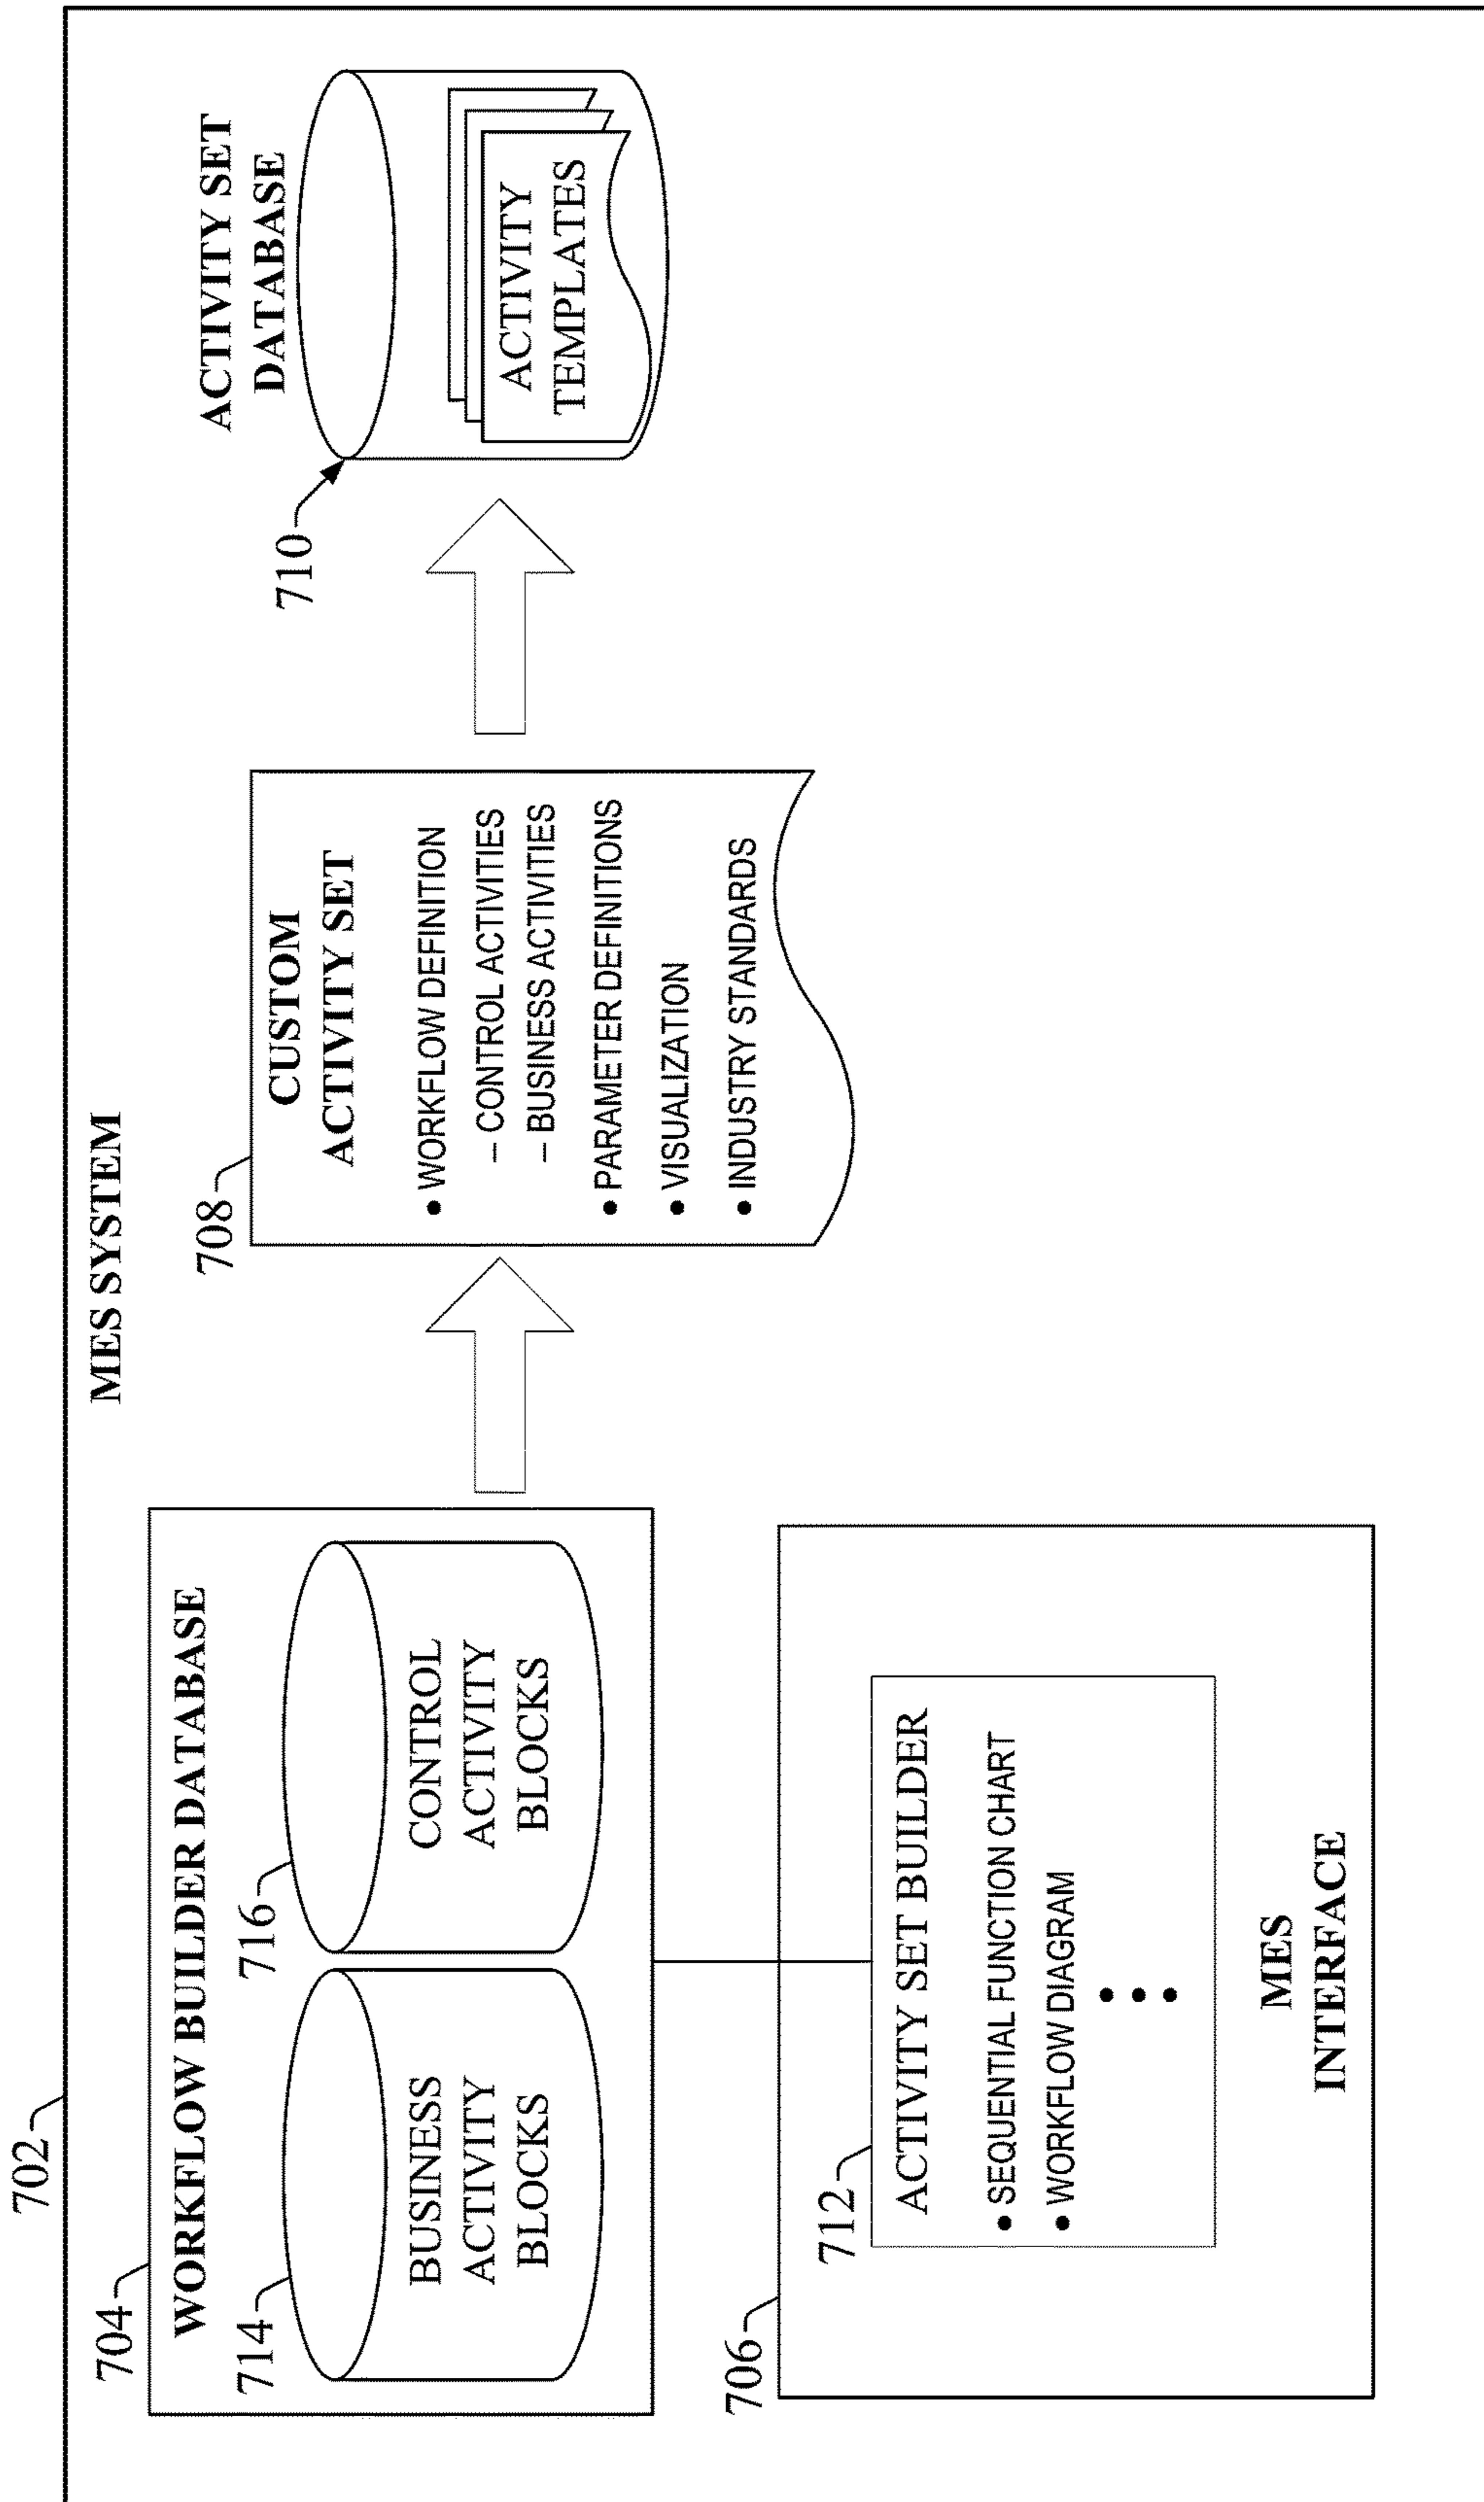 702
MES SYSTEM
704
WORKFLOW BUILDER DATABASE
714
BUSINESS
ACTIVITY
BLOCKS
716
CONTROL
ACTIVITY
BLOCKS
708
CUSTOM
ACTIVITY SET
• WORKFLOW DEFINITION
– CONTROL ACTIVITIES
– BUSINESS ACTIVITIES
• PARAMETER DEFINITIONS
• VISUALIZATION
• INDUSTRY STANDARDS
ACTIVITY SET
DATABASE
710
ACTIVITY
TEMPLATES
706
712
ACTIVITY SET BUILDER
• SEQUENTIAL FUNCTION CHART
• WORKFLOW DIAGRAM
MES
INTERFACE